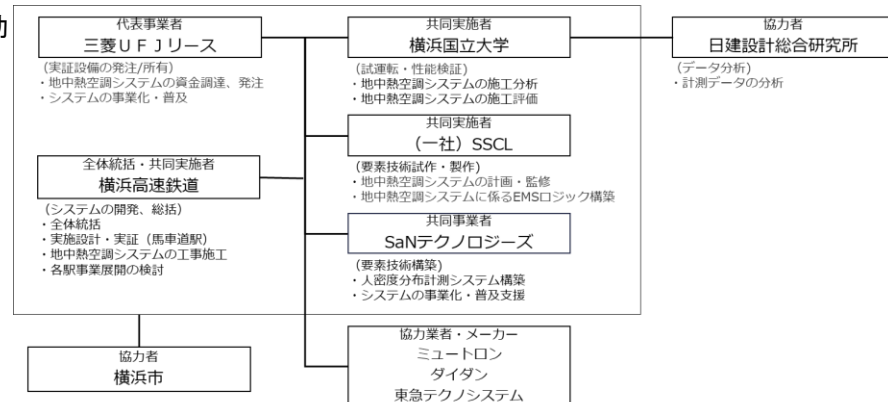 助
代表事業者
三菱UFJリース
(実証設備の発注/所有)
・地中熱空調システムの資金調達、発注
・システムの事業化・普及
全体統括・共同実施者
横浜高速鉄道
(システムの開発、総括)
・全体統括
・実施設計・実証（馬車道駅）
・地中熱空調システムの工事施工
・各駅事業展開の検討
協力者
横浜市
共同実施者
横浜国立大学
(試運転・性能検証)
・地中熱空調システムの施工分析
・地中熱空調システムの施工評価
共同実施者
（一社）SSCL
(要素技術試作・製作)
・地中熱空調システムの計画・監修
・地中熱空調システムに係るEMSロジック構築
共同事業者
SaNテクノロジーズ
(要素技術構築)
・人密度分布計測システム構築
・システムの事業化・普及支援
協力業者・メーカー
ミュートロン
ダイダン
東急テクノシステム
協力者
日建設計総合研究所
(データ分析)
・計測データの分析